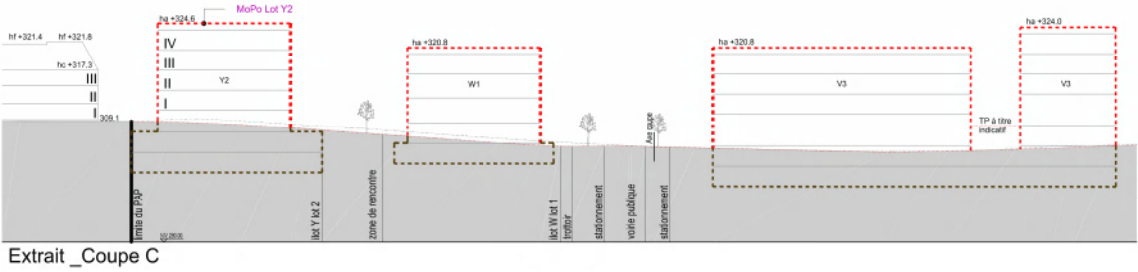 MoPo Lot Y2
ha +324.6
ha +324.0
hf +321.4
hf +321.8
ha +320.8
ha +320.8
hc +317.3
IV
III
II
I
Y2
W1
V3
V3
III
II
I
309.1
TP à titre
indicatif
Axe coupe
limite du PAP
ilot Y lot 2
zone de rencontre
ilot W lot 1
trottoir
stationnement
voirie publique
stationnement
Extrait _Coupe C